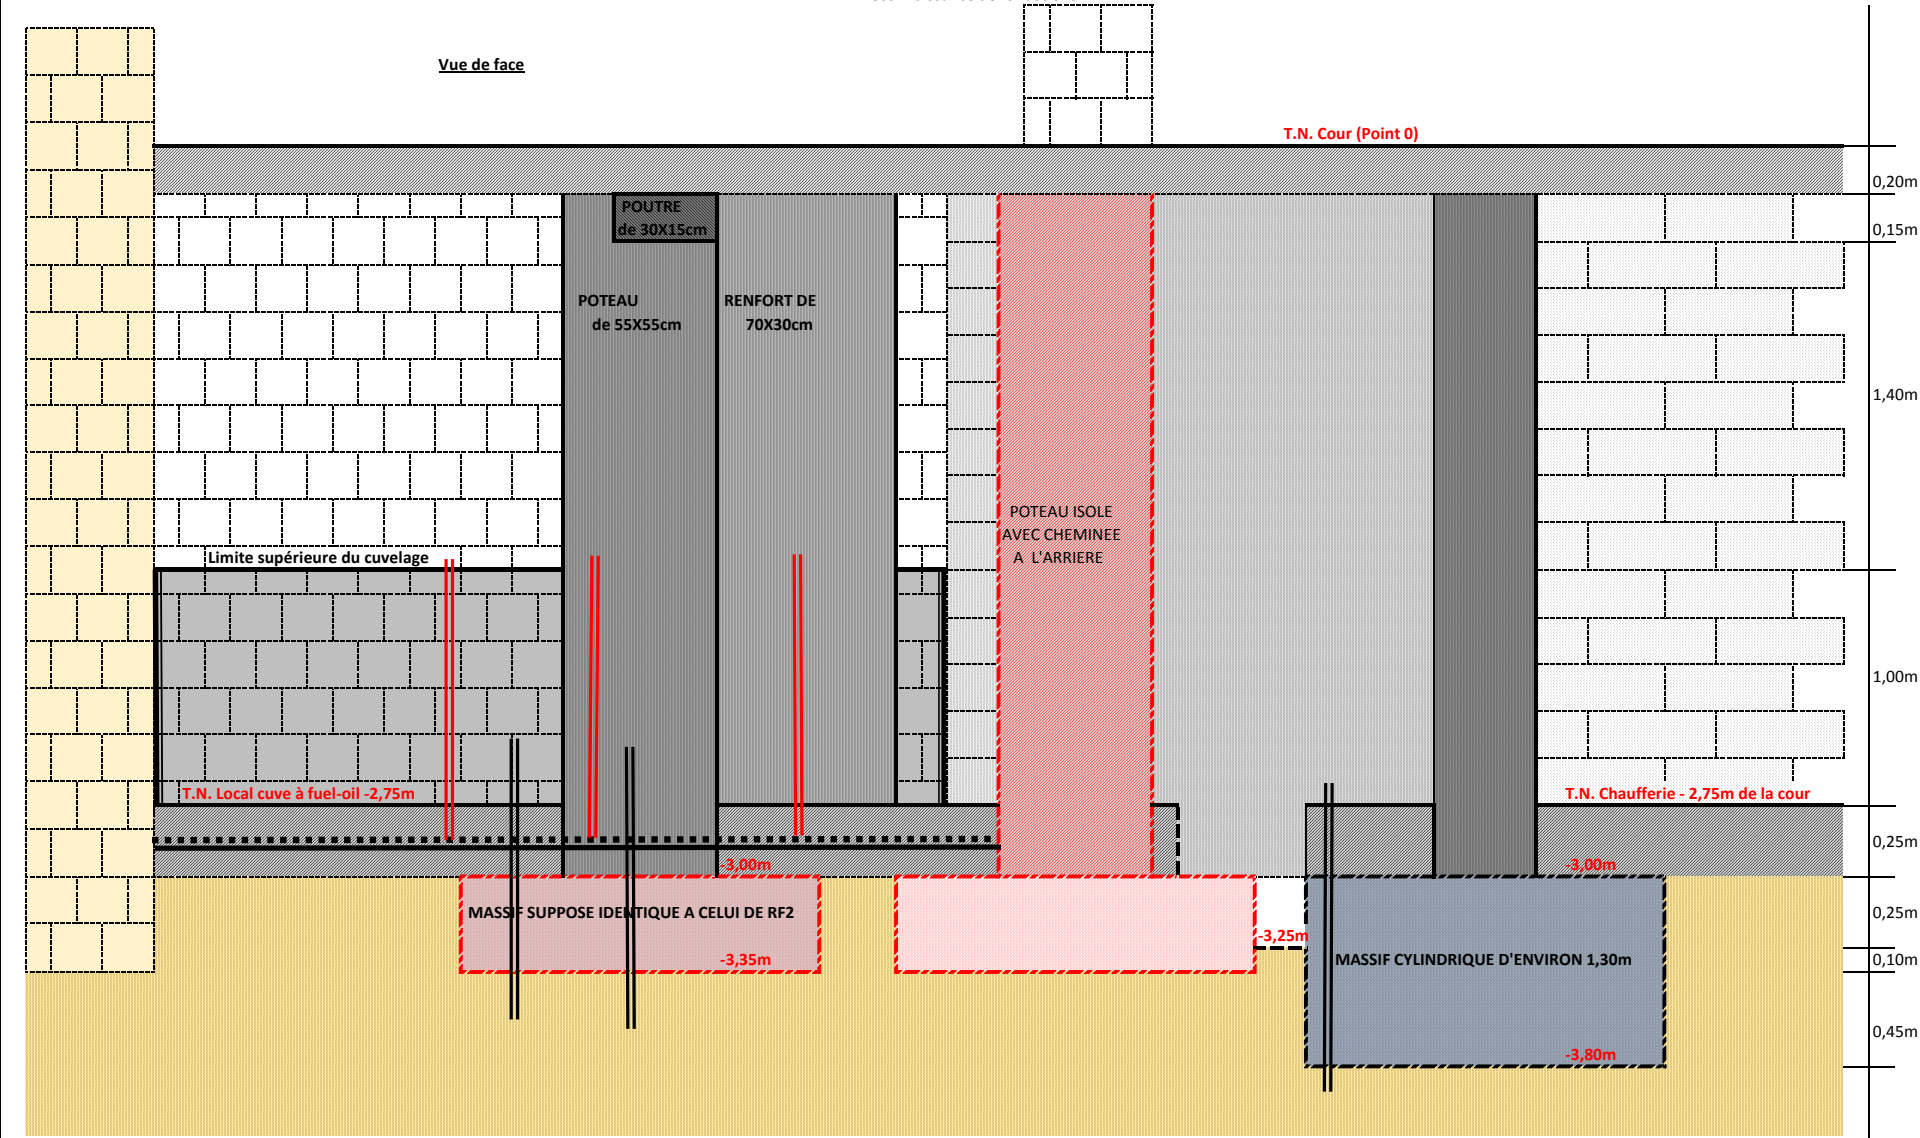 Vue de face
T.N. Cour (Point 0)
0,20m
POUTRE
de 30X15cm
0,15m
POTEAU
de 55X55cm
RENFORT DE
70X30cm
1,40m
POTEAU ISOLE
AVEC CHEMINEE
A L'ARRIERE
Limite supérieure du cuvelage
1,00m
T.N. Local cuve à fuel-oil -2,75m
T.N. Chaufferie - 2,75m de la cour
0,25m
-3,00m
-3,00m
MASSIF SUPPOSE IDENTIQUE A CELUI DE RF2
0,25m
-3,25m
-3,35m
MASSIF CYLINDRIQUE D'ENVIRON 1,30m
0,10m
0,45m
-3,80m